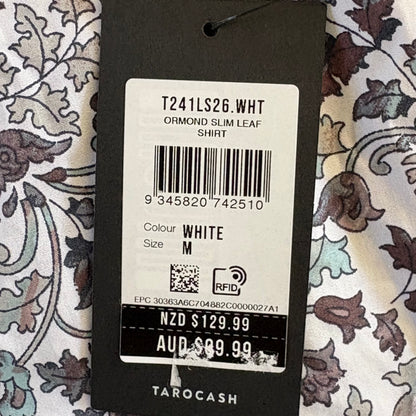 T241LS26.WHT
ORMOND SLIM LEAF
SHIRT
9 345820 742510
Colour WHITE
Size M
RFID
EPC 30363A6C704882C0000027A1
NZD $129.99
AUD $89.99
TAROCASH